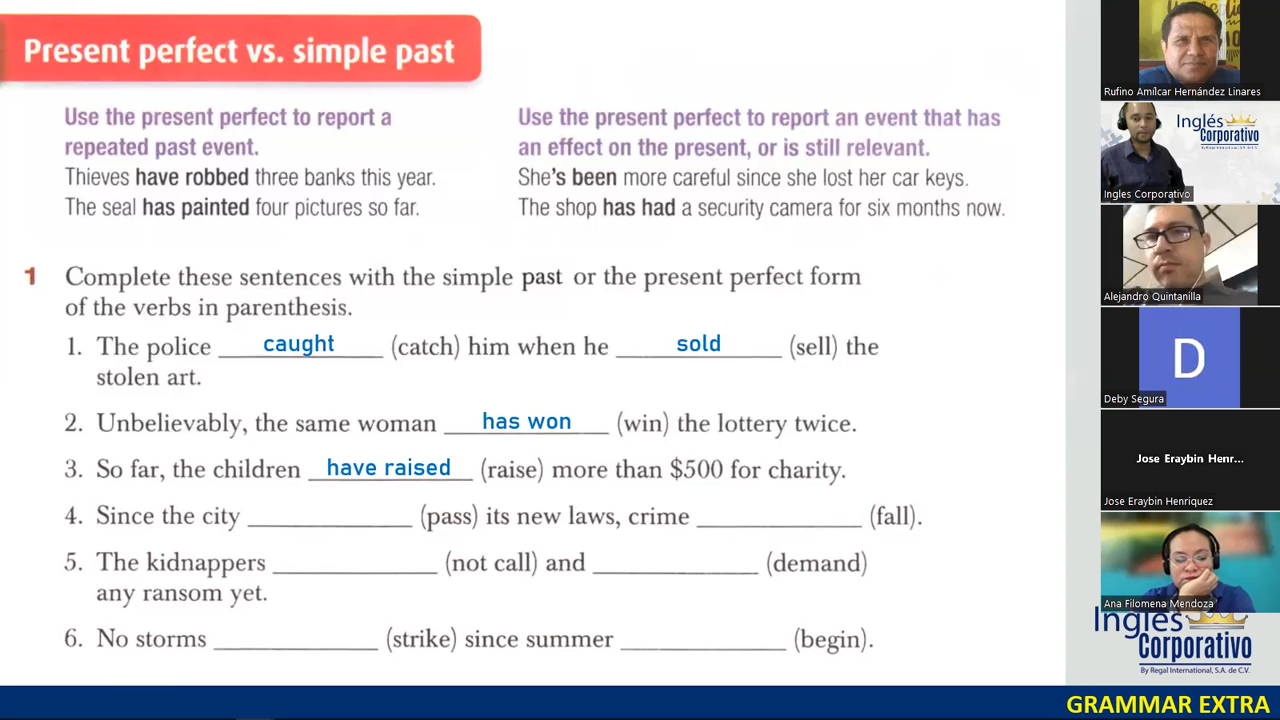 Present perfect vs. simple past
Use the present perfect to report a
repeated past event.
Thieves have robbed three banks this year.
The seal has painted four pictures so far.
Use the present perfect to report an event that has
an effect on the present, or is still relevant.
She's been more careful since she lost her car keys.
The shop has had a security camera for six months now.
1 Complete these sentences with the simple past or the present perfect form
of the verbs in parenthesis.
1. The police caught (catch) him when he sold (sell) the
stolen art.
2. Unbelievably, the same woman has won (win) the lottery twice.
3. So far, the children have raised (raise) more than $500 for charity.
4. Since the city ____________ (pass) its new laws, crime ____________ (fall).
5. The kidnappers ____________ (not call) and ____________ (demand)
any ransom yet.
6. No storms ____________ (strike) since summer ____________ (begin).
Rufino Amílcar Hernández Linares
Inglés
Corporativo
Ingles Corporativo
Alejandro Quintanilla
D
Deby Segura
Jose Eraybin Henr...
Jose Eraybin Henriquez
Ana Filomena Mendoza
Inglés
Corporativo
By Regal International, S.A. de C.V.
GRAMMAR EXTRA